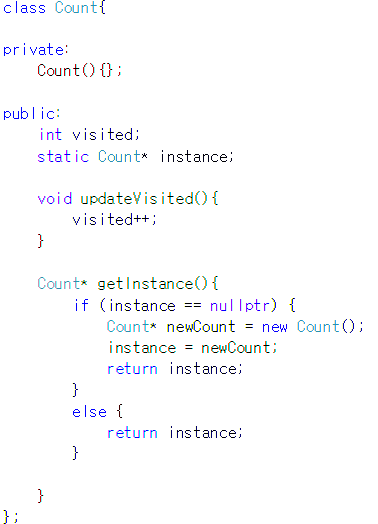 class Count{
private:
Count(){};
public:
int visited;
static Count* instance;
void updateVisited(){
visited++;
}
Count* getInstance(){
if (instance == nullptr) {
Count* newCount = new Count();
instance = newCount;
return instance;
}
else {
return instance;
}
}
};